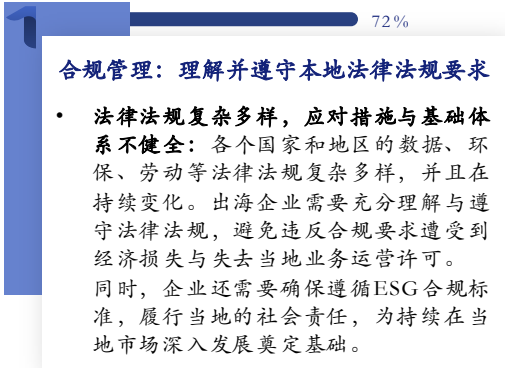 1
72%
合规管理：理解并遵守本地法律法规要求
• 法律法规复杂多样，应对措施与基础体
系不健全：各个国家和地区的数据、环
保、劳动等法律法规复杂多样，并且在
持续变化。出海企业需要充分理解与遵
守法律法规，避免违反合规要求遭受到
经济损失与失去当地业务运营许可。
同时，企业还需要确保遵循ESG合规标
准，履行当地的社会责任，为持续在当
地市场深入发展奠定基础。